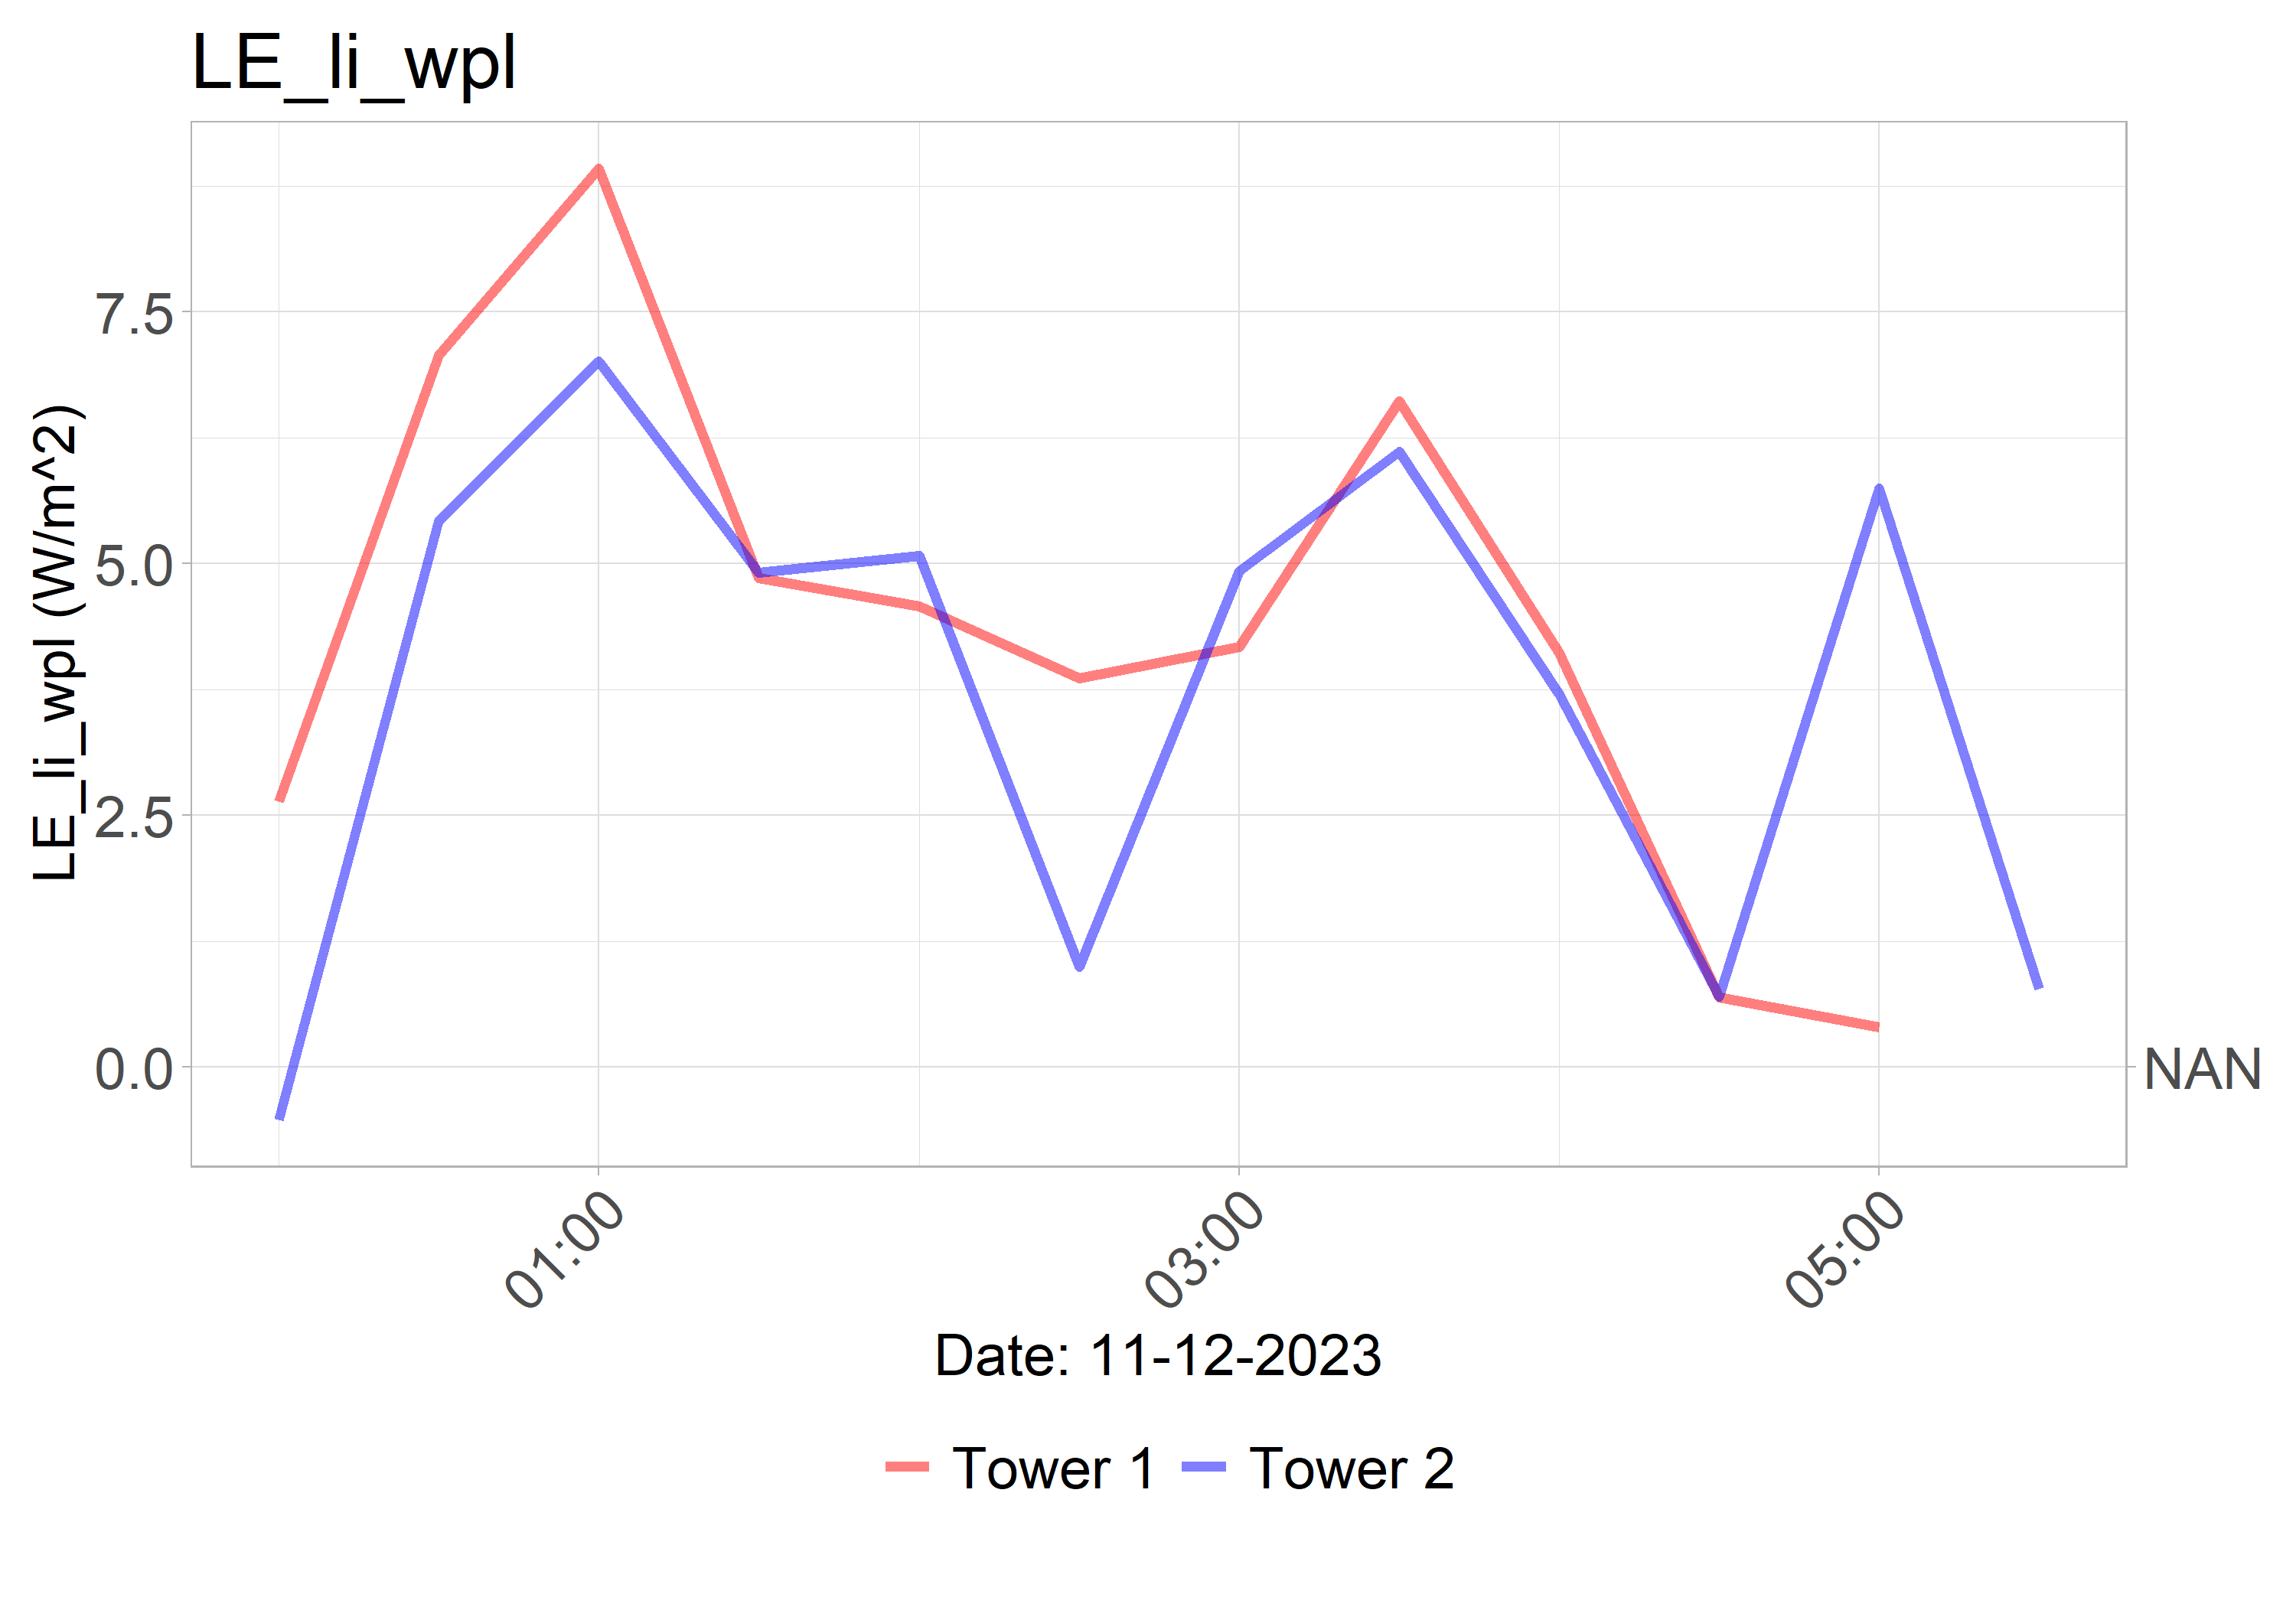 LE_li_wpl
LE_li_wpl (W/m^2)
7.5
5.0
2.5
0.0
NAN
01:00
03:00
05:00
Date: 11-12-2023
Tower 1
Tower 2